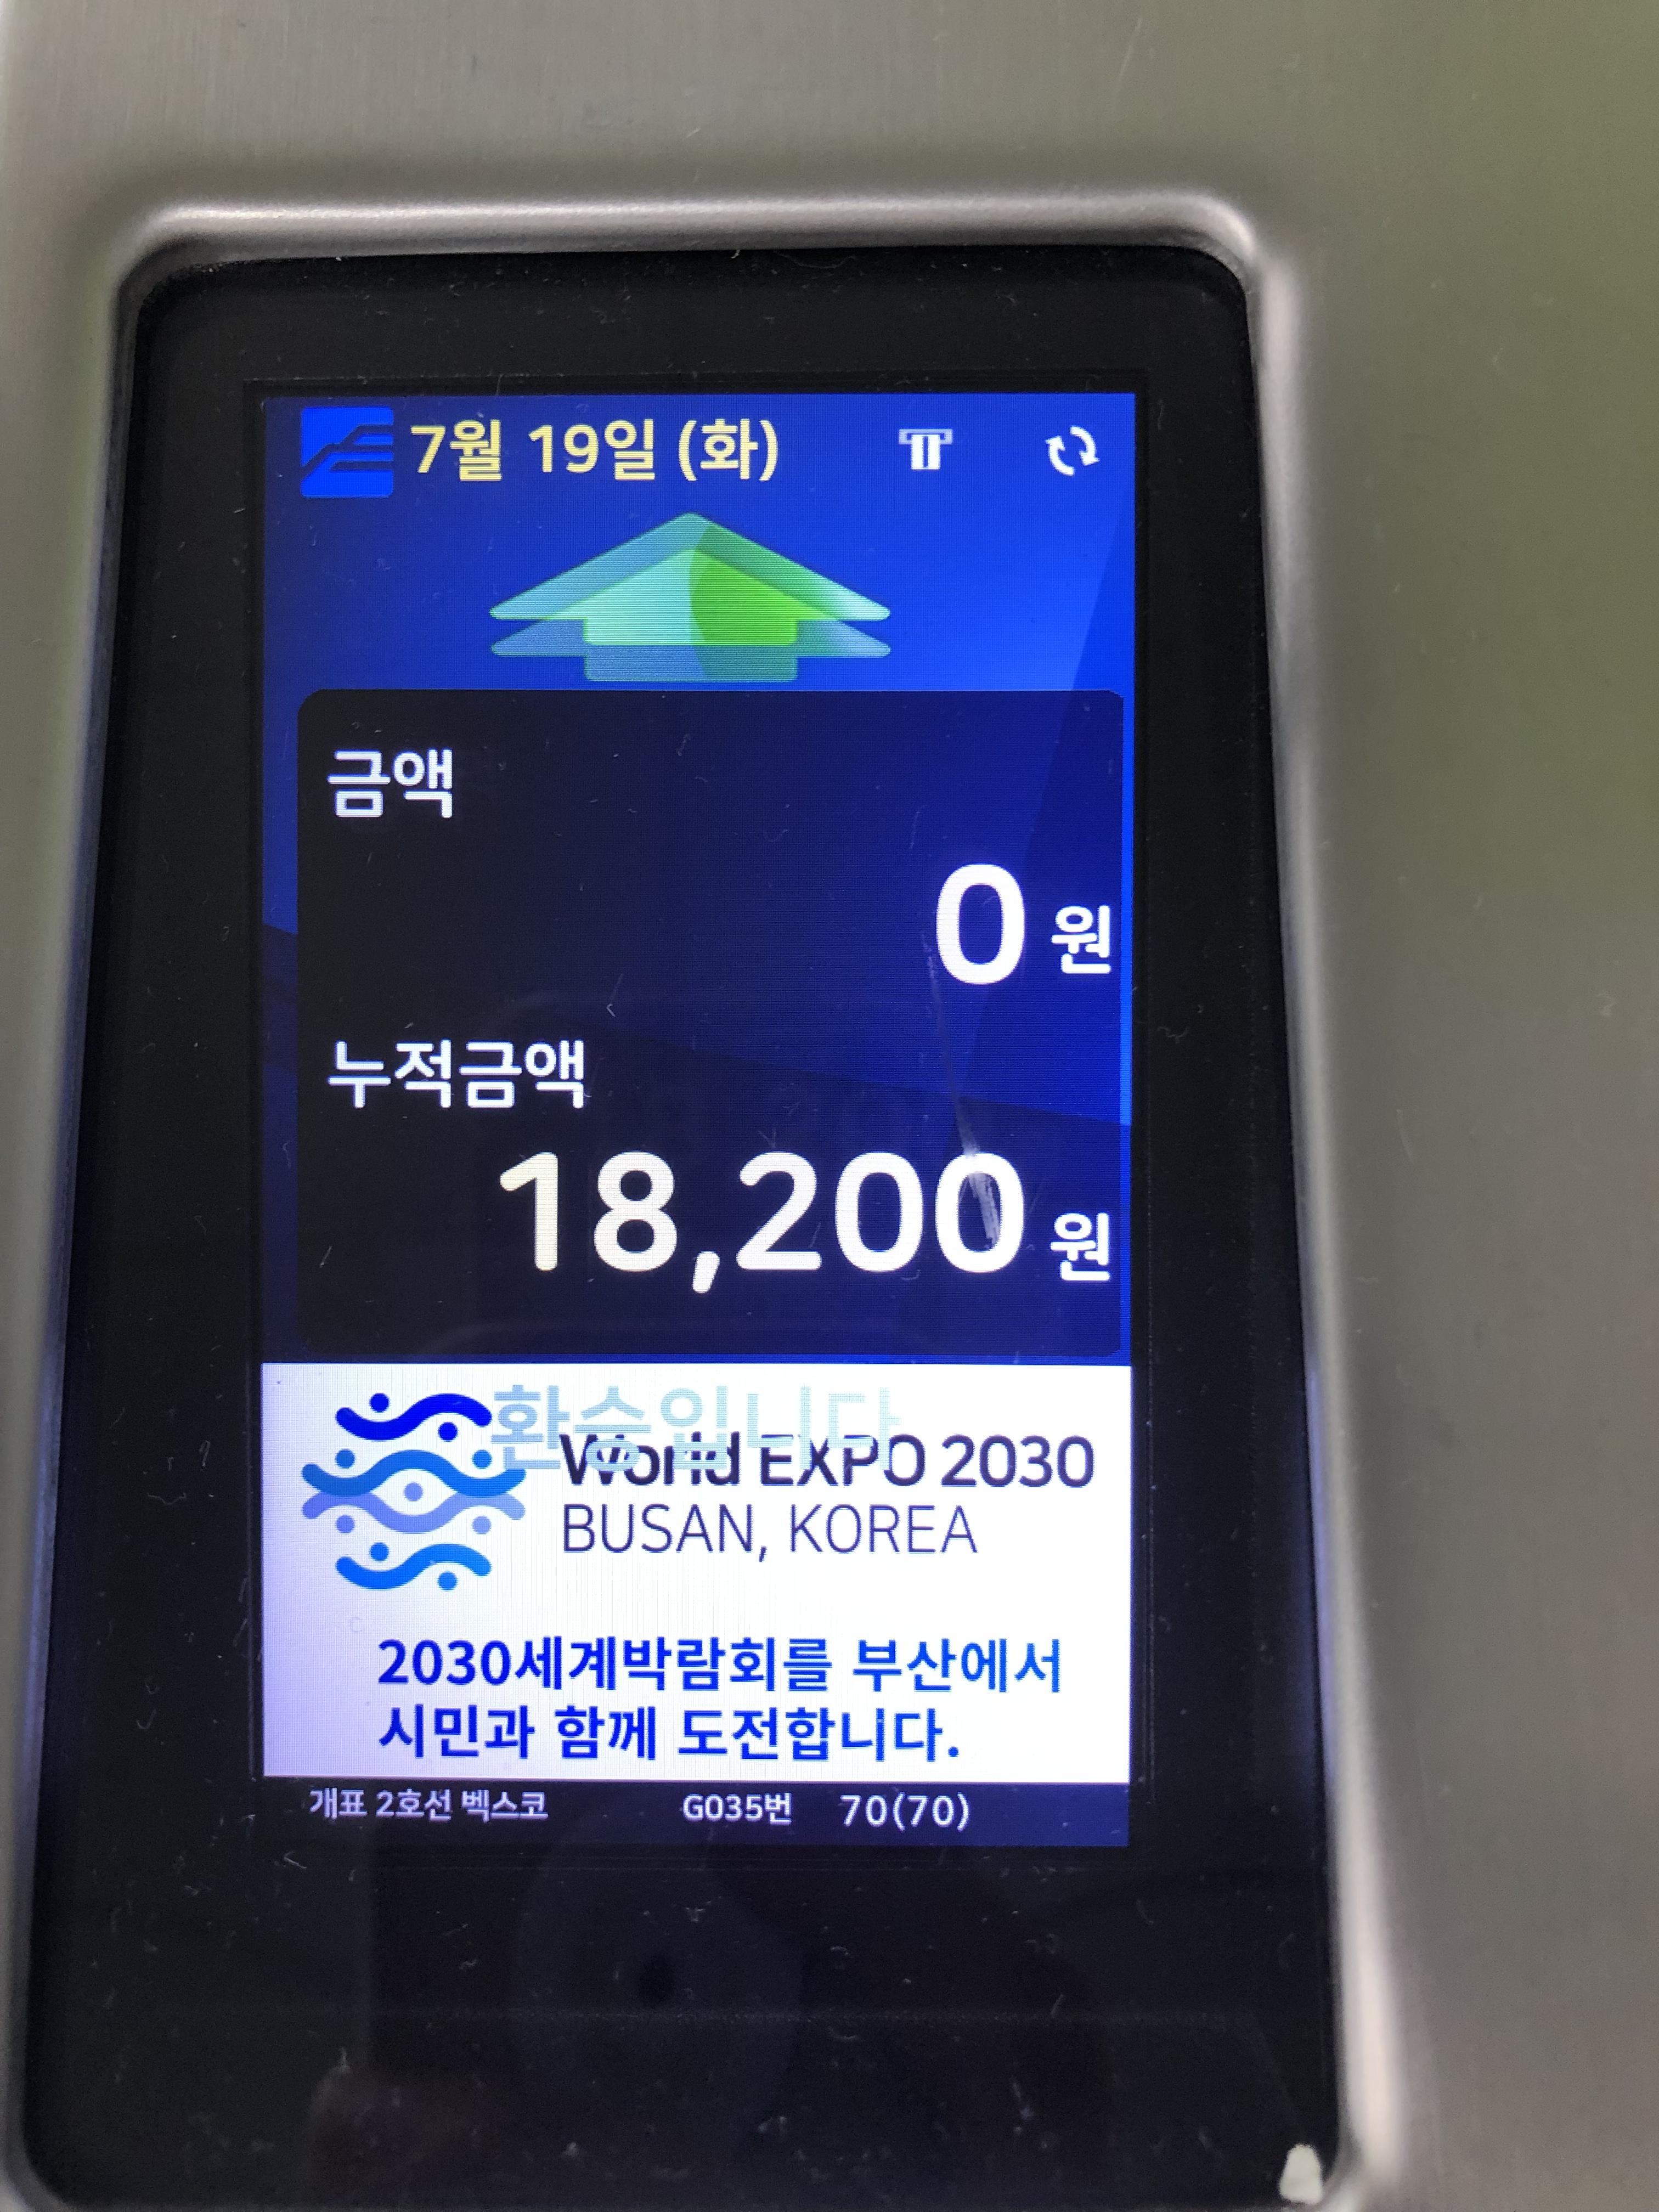 7월 19일 (화)
금액
0 원
누적금액
18,200 원
환승입니다
World EXPO 2030
BUSAN, KOREA
2030세계박람회를 부산에서
시민과 함께 도전합니다.
개표 2호선 벡스코 G035번 70(70)